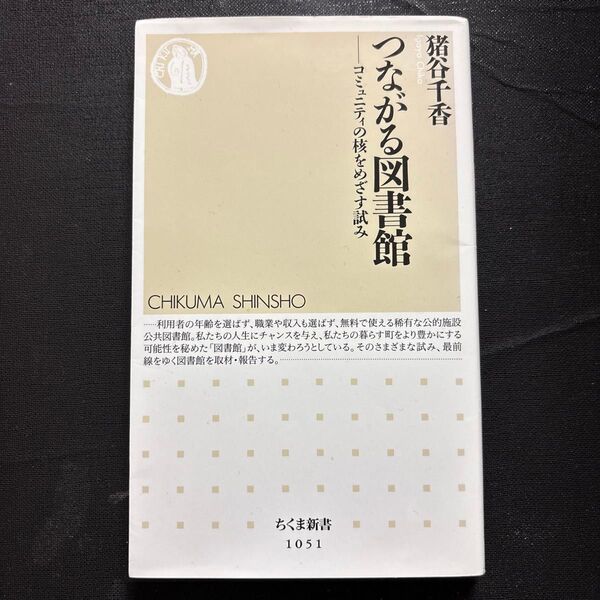 猪谷千香
Igaya Chika
つながる図書館
――コミュニティの核をめざす試み
CHIKUMA SHINSHO
……利用者の年齢を選ばず、職業や収入も選ばず、無料で使える稀有な公的施設
公共図書館。私たちの人生にチャンスを与え、私たちの暮らす町をより豊かにする
可能性を秘めた「図書館」が、いま変わろうとしている。そのさまざまな試み、最前
線をゆく図書館を取材・報告する。……
ちくま新書
1051